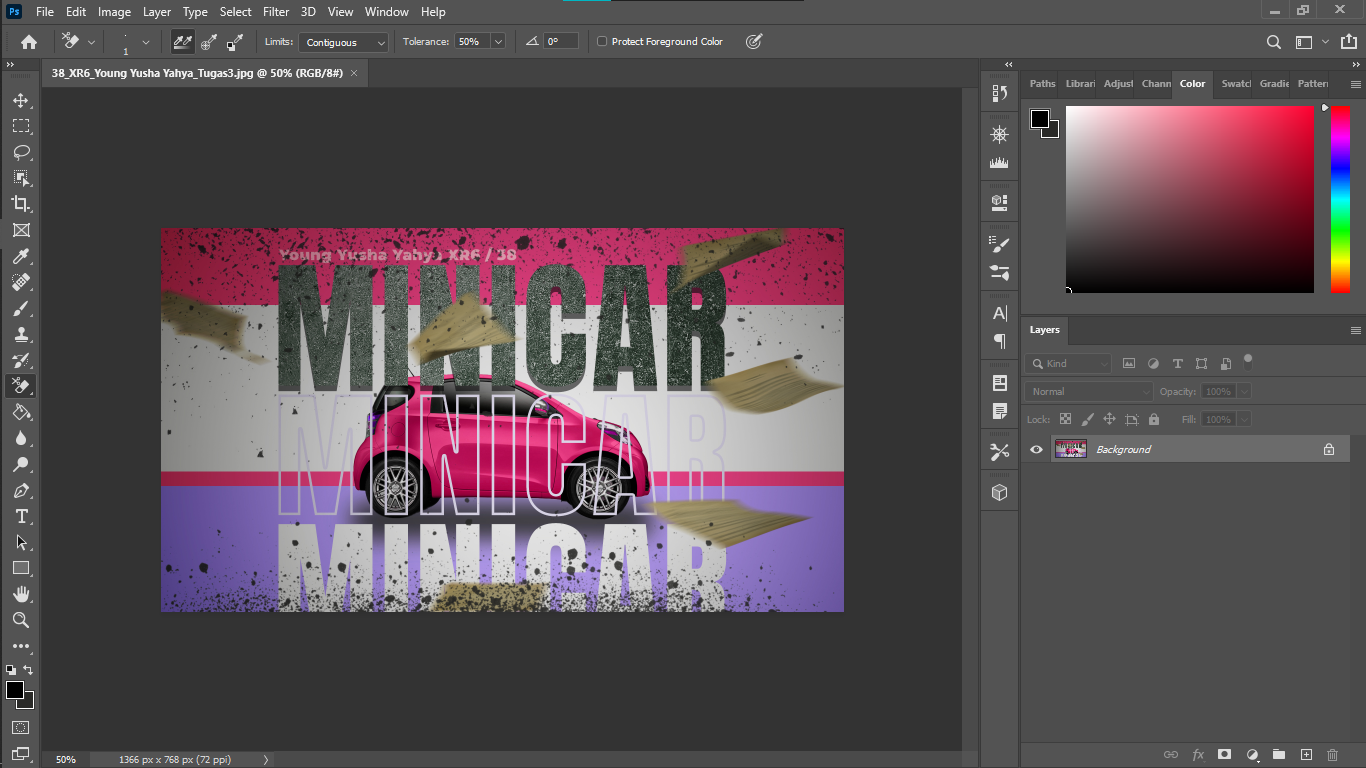 Ps File Edit Image Layer Type Select Filter 3D View Window Help
1 Limits: Contiguous Tolerance: 50% 0° Protect Foreground Color
38_XR6_Young Yusha Yahya_Tugas3.jpg @ 50% (RGB/8#) ×
Paths Librari Adjust Chann Color Swatc Gradie Pattern
Young Yusha Yahya XR6 / 38
MINICAR
MINICAR
MINICAR
Layers
Kind
Normal Opacity: 100%
Lock: Fill: 100%
Background
fx
50% 1366 px x 768 px (72 ppi)